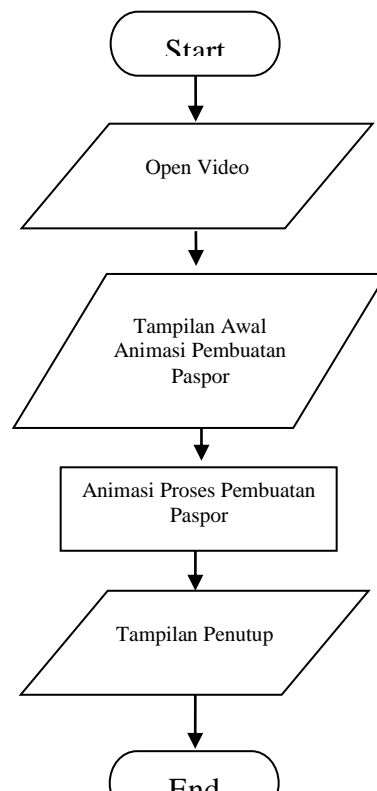 Start
Open Video
Tampilan Awal
Animasi Pembuatan
Paspor
Animasi Proses Pembuatan
Paspor
Tampilan Penutup
End